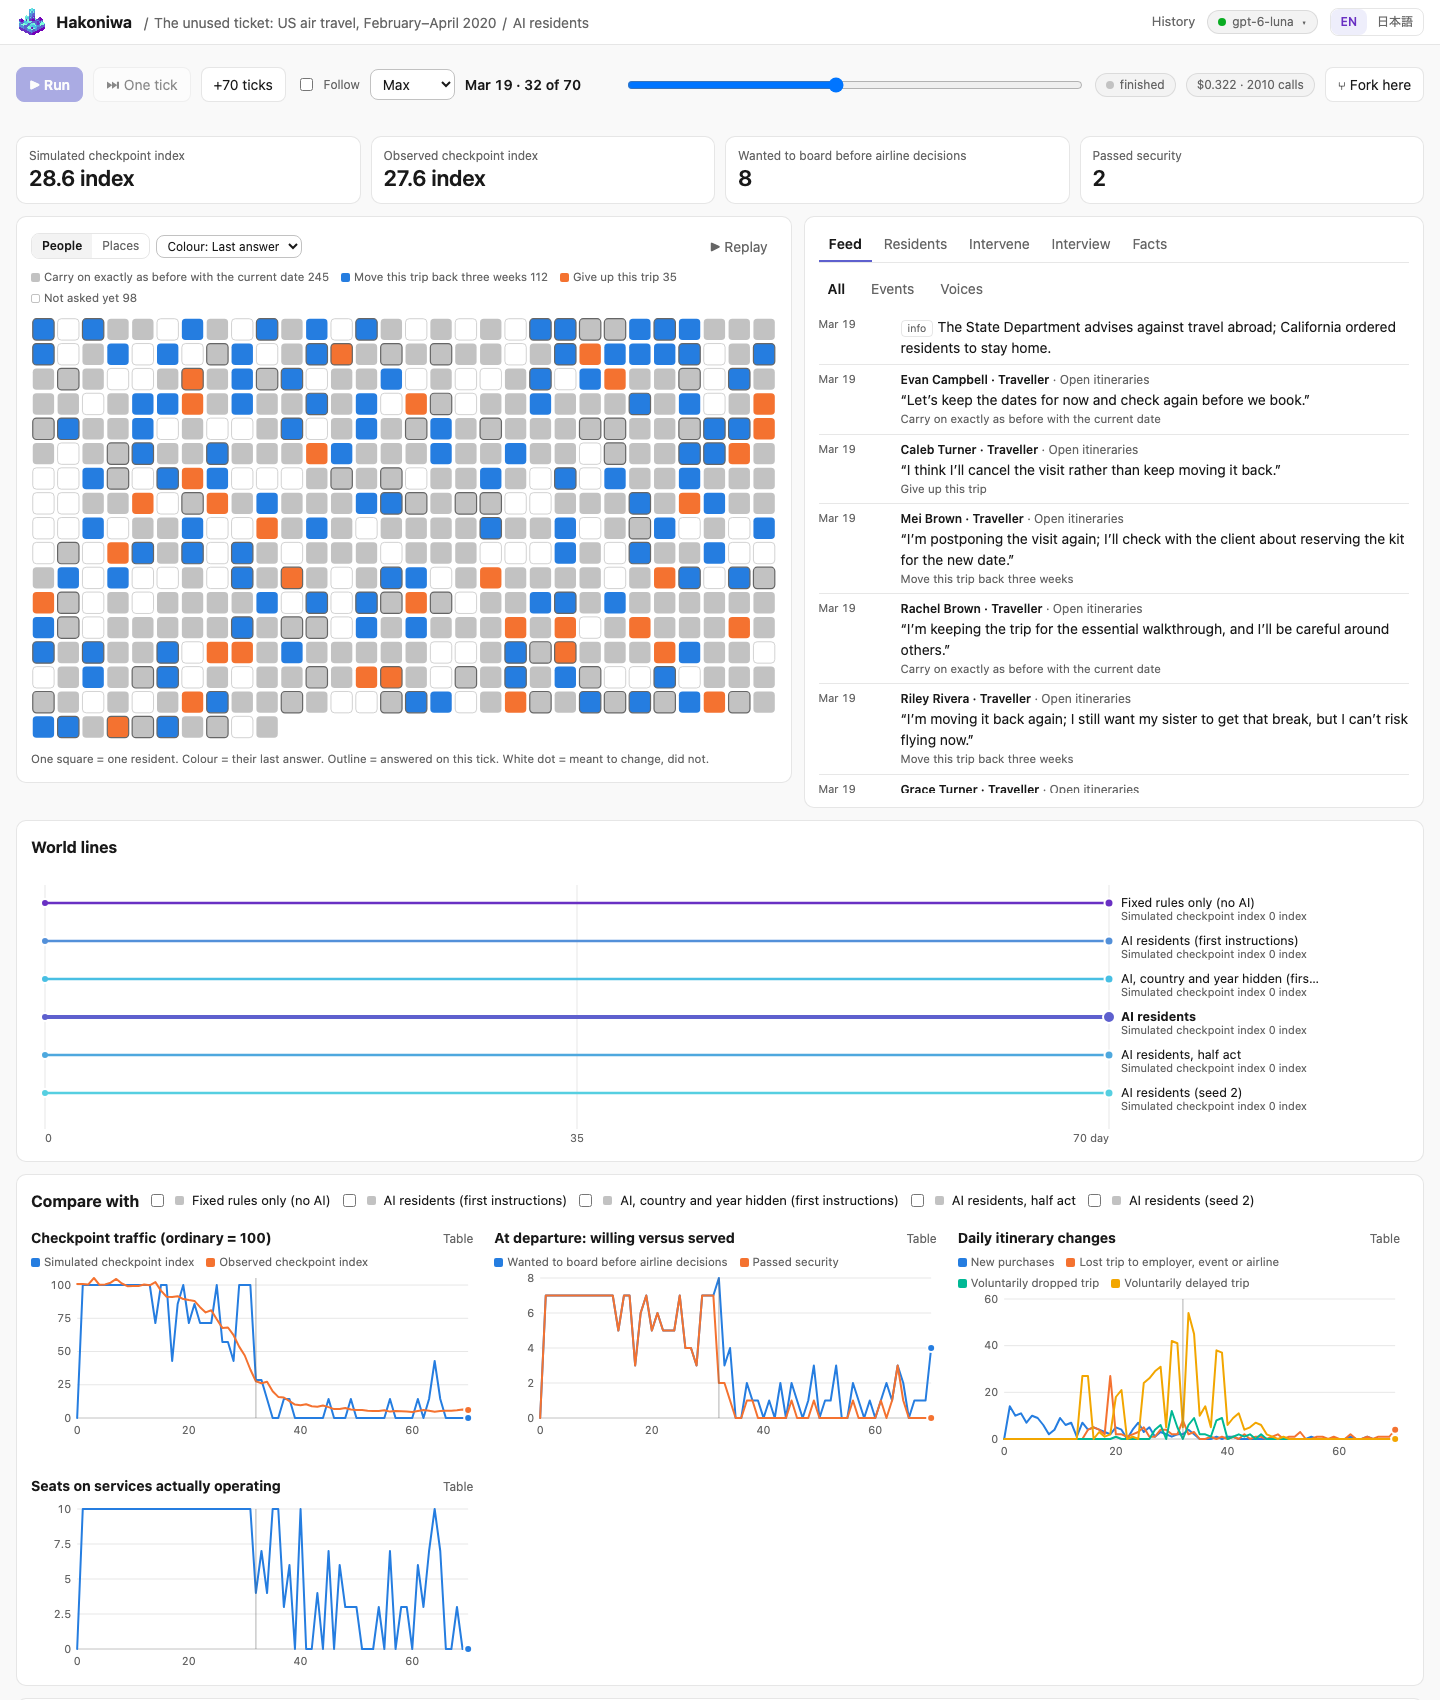 Hakoniwa / The unused ticket: US air travel, February–April 2020 / AI residents
History gpt-6-luna EN 日本語
Run One tick +70 ticks Follow Max Mar 19 · 32 of 70 finished $0.322 · 2010 calls Fork here
Simulated checkpoint index
28.6 index
Observed checkpoint index
27.6 index
Wanted to board before airline decisions
8
Passed security
2
People Places Colour: Last answer Replay
Carry on exactly as before with the current date 245 Move this trip back three weeks 112 Give up this trip 35
Not asked yet 98
One square = one resident. Colour = their last answer. Outline = answered on this tick. White dot = meant to change, did not.
Feed Residents Intervene Interview Facts
All Events Voices
Mar 19 info The State Department advises against travel abroad; California ordered
residents to stay home.
Mar 19 Evan Campbell · Traveller · Open itineraries
“Let’s keep the dates for now and check again before we book.”
Carry on exactly as before with the current date
Mar 19 Caleb Turner · Traveller · Open itineraries
“I think I’ll cancel the visit rather than keep moving it back.”
Give up this trip
Mar 19 Mei Brown · Traveller · Open itineraries
“I’m postponing the visit again; I’ll check with the client about reserving the kit
for the new date.”
Move this trip back three weeks
Mar 19 Rachel Brown · Traveller · Open itineraries
“I’m keeping the trip for the essential walkthrough, and I’ll be careful around
others.”
Carry on exactly as before with the current date
Mar 19 Riley Rivera · Traveller · Open itineraries
“I’m moving it back again; I still want my sister to get that break, but I can’t risk
flying now.”
Move this trip back three weeks
Mar 19 Grace Turner · Traveller · Open itineraries
World lines
Fixed rules only (no AI)
Simulated checkpoint index 0 index
AI residents (first instructions)
Simulated checkpoint index 0 index
AI, country and year hidden (firs...
Simulated checkpoint index 0 index
AI residents
Simulated checkpoint index 0 index
AI residents, half act
Simulated checkpoint index 0 index
AI residents (seed 2)
Simulated checkpoint index 0 index
0 35 70 day
Compare with Fixed rules only (no AI) AI residents (first instructions) AI, country and year hidden (first instructions) AI residents, half act AI residents (seed 2)
Checkpoint traffic (ordinary = 100) Table
Simulated checkpoint index Observed checkpoint index
100
75
50
25
0
0 20 40 60
At departure: willing versus served Table
Wanted to board before airline decisions Passed security
8
6
4
2
0
0 20 40 60
Daily itinerary changes Table
New purchases Lost trip to employer, event or airline
Voluntarily dropped trip Voluntarily delayed trip
60
40
20
0
0 20 40 60
Seats on services actually operating Table
10
7.5
5
2.5
0
0 20 40 60